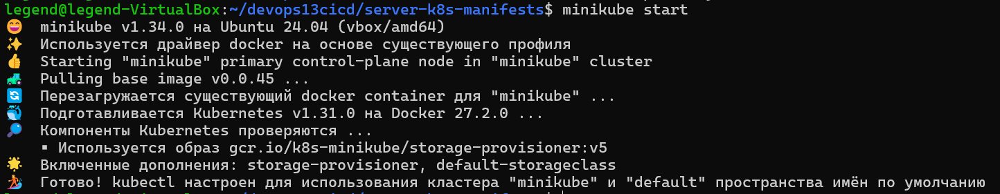 legend@legend-VirtualBox:~/devops13cicd/server-k8s-manifests$ minikube start
😄 minikube v1.34.0 на Ubuntu 24.04 (vbox/amd64)
✨ Используется драйвер docker на основе существующего профиля
👍 Starting "minikube" primary control-plane node in "minikube" cluster
🚜 Pulling base image v0.0.45 ...
🔄 Перезагружается существующий docker container для "minikube" ...
🐳 Подготавливается Kubernetes v1.31.0 на Docker 27.2.0 ...
🔎 Компоненты Kubernetes проверяются ...
▪ Используется образ gcr.io/k8s-minikube/storage-provisioner:v5
🌟 Включенные дополнения: storage-provisioner, default-storageclass
🏄 Готово! kubectl настроен для использования кластера "minikube" и "default" пространства имён по умолчанию